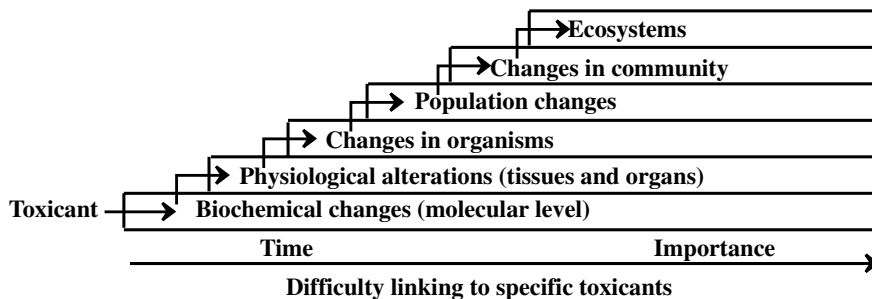 Ecosystems
Changes in community
Population changes
Changes in organisms
Physiological alterations (tissues and organs)
Toxicant Biochemical changes (molecular level)
Time Importance
Difficulty linking to specific toxicants